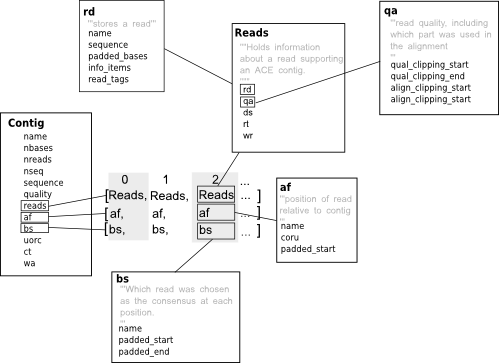 rd
'''stores a read'''
name
sequence
padded_bases
info_items
read_tags
Reads
'''Holds information
about a read supporting
an ACE contig.
'''
rd
qa
ds
rt
wr
qa
'''read quality, including
which part was used in
the alignment
qual_clipping_start
qual_clipping_end
align_clipping_start
align_clipping_start
Contig
name
nbases
nreads
nseq
sequence
quality
reads
af
bs
uorc
ct
wa
0 1 2 ...
[Reads, Reads, Reads ... ]
[af, af, af ... ]
[bs, bs, bs ... ]
af
'''position of read
relative to contig
'''
name
coru
padded_start
bs
'''Which read was chosen
as the consensus at each
position.
'''
name
padded_start
padded_end